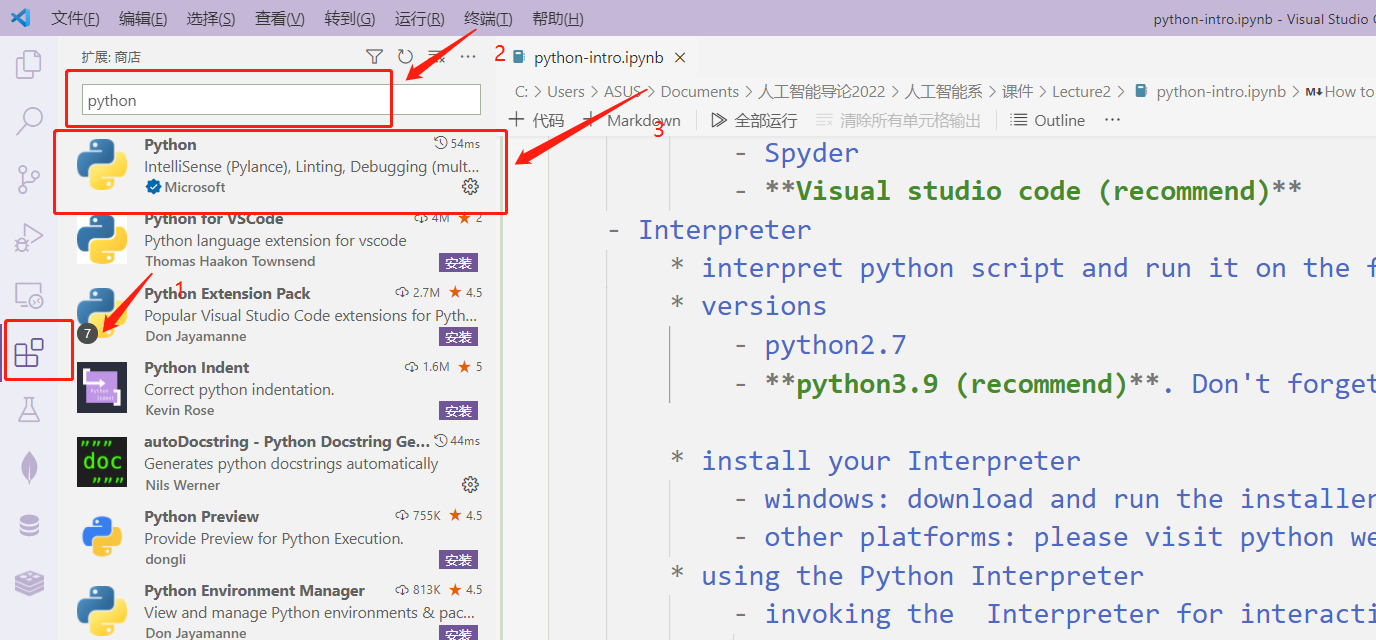 文件(F) 编辑(E) 选择(S) 查看(V) 转到(G) 运行(R) 终端(T) 帮助(H) python-intro.ipynb - Visual Studio
扩展: 商店
2
python
Python 54ms
IntelliSense (Pylance), Linting, Debugging (mult...
Microsoft
Python for VSCode 4M 2
Python language extension for vscode
Thomas Haakon Townsend 安装
1
Python Extension Pack 2.7M 4.5
Popular Visual Studio Code extensions for Pyth...
7
Don Jayamanne 安装
Python Indent 1.6M 5
Correct python indentation.
Kevin Rose 安装
""" doc """
autoDocstring - Python Docstring Ge... 44ms
Generates python docstrings automatically
Nils Werner
Python Preview 755K 4.5
Provide Preview for Python Execution.
dongli 安装
Python Environment Manager 813K 4.5
View and manage Python environments & pac...
Don Jayamanne 安装
python-intro.ipynb
C: > Users > ASUS > Documents > 人工智能导论2022 > 人工智能系 > 课件 > Lecture2 > python-intro.ipynb > M↓How to
+ 代码 + Markdown 全部运行 清除所有单元格输出 Outline ...
3
- Spyder
- **Visual studio code (recommend)**
- Interpreter
* interpret python script and run it on the
* versions
- python2.7
- **python3.9 (recommend)**. Don't forget
* install your Interpreter
- windows: download and run the installer
- other platforms: please visit python
* using the Python Interpreter
- invoking the Interpreter for